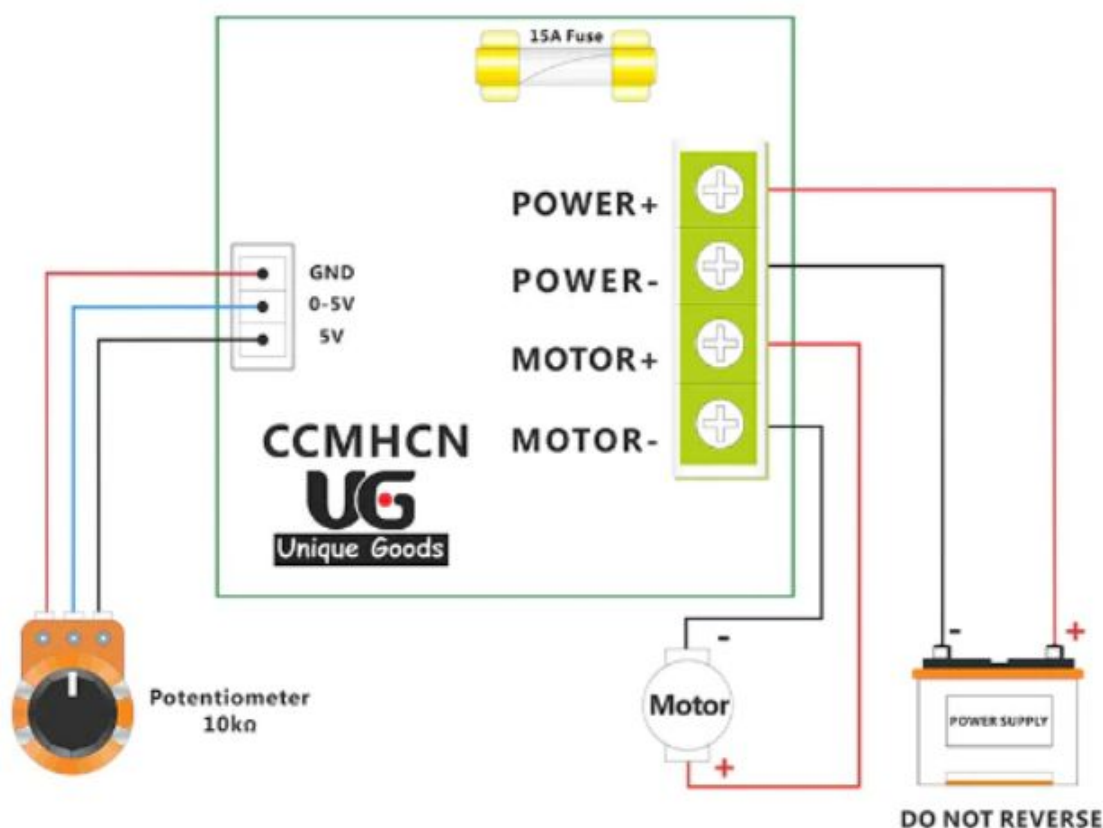 15A Fuse
POWER+
POWER-
MOTOR+
MOTOR-
GND
0-5V
5V
CCMHCN
UG
Unique Goods
Potentiometer
10kΩ
-
Motor
+
-
+
POWER SUPPLY
DO NOT REVERSE